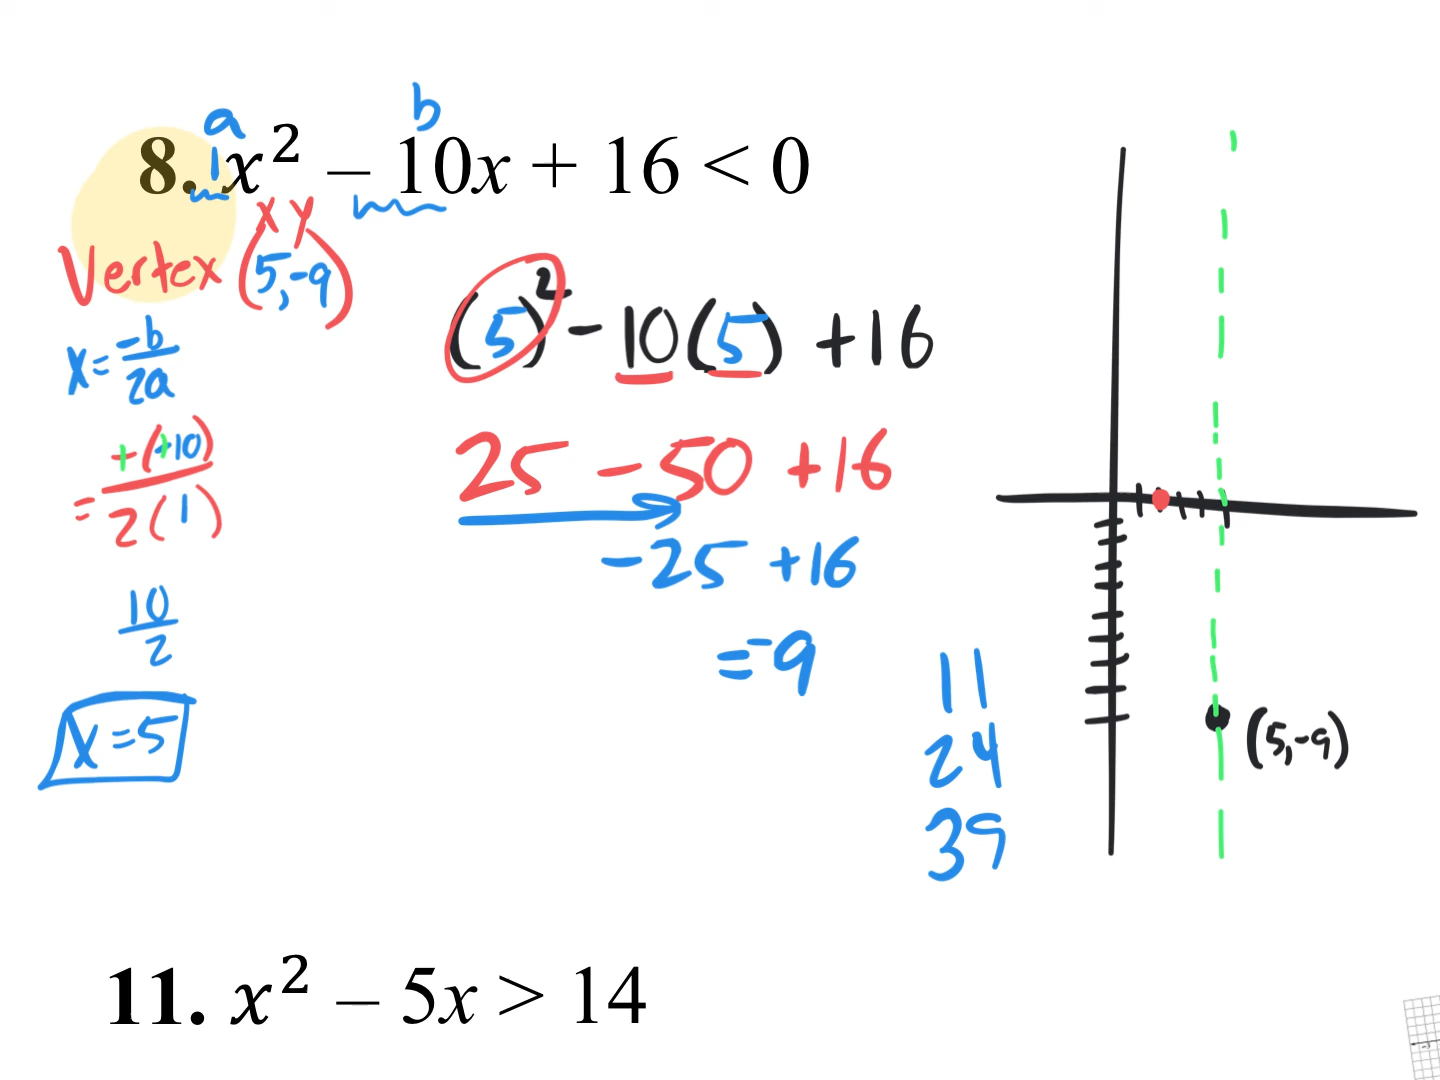 a b
8. 1x² – 10x + 16 < 0
x y
Vertex (5,-9)
x = -b/2a
= +(+10)/2(1)
10/2
x = 5
(5)² - 10(5) + 16
25 - 50 + 16
-25 + 16
= -9
11
24
39
(5,-9)
11. x² – 5x > 14